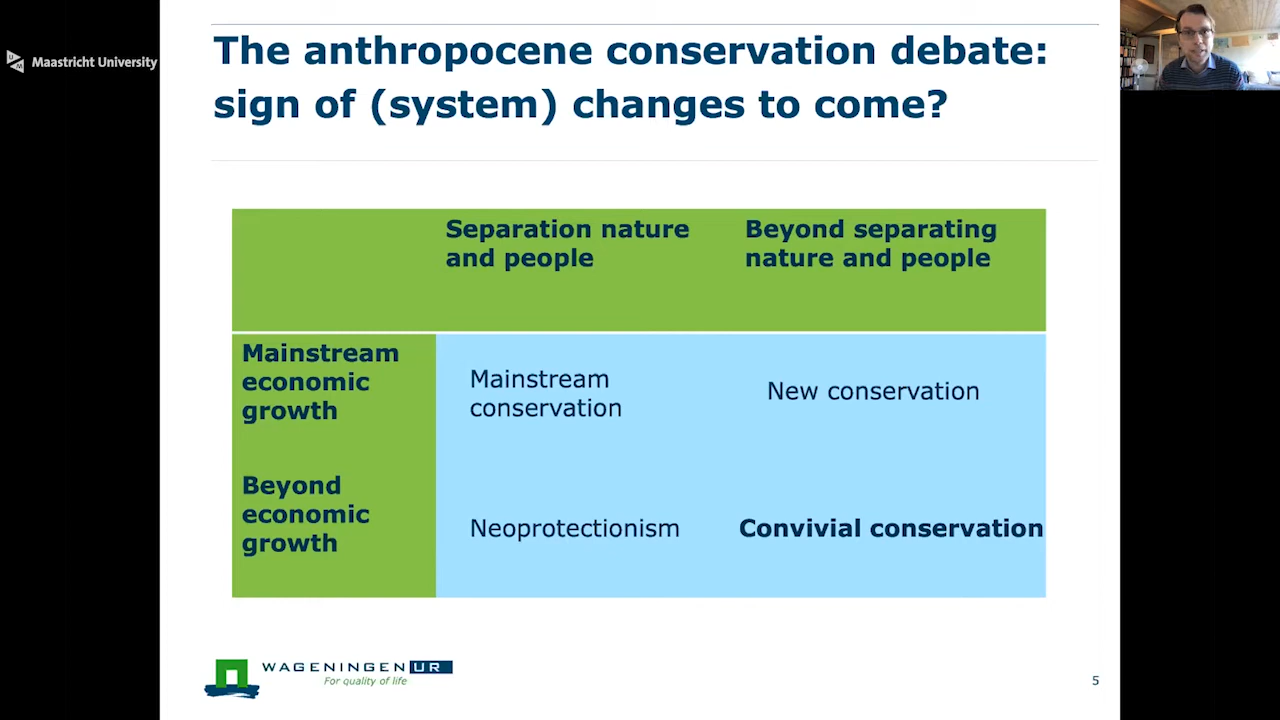 Maastricht University
The anthropocene conservation debate:
sign of (system) changes to come?
Separation nature
and people
Beyond separating
nature and people
Mainstream
economic
growth
Mainstream
conservation
New conservation
Beyond
economic
growth
Neoprotectionism
Convivial conservation
WAGENINGEN UR
For quality of life
5